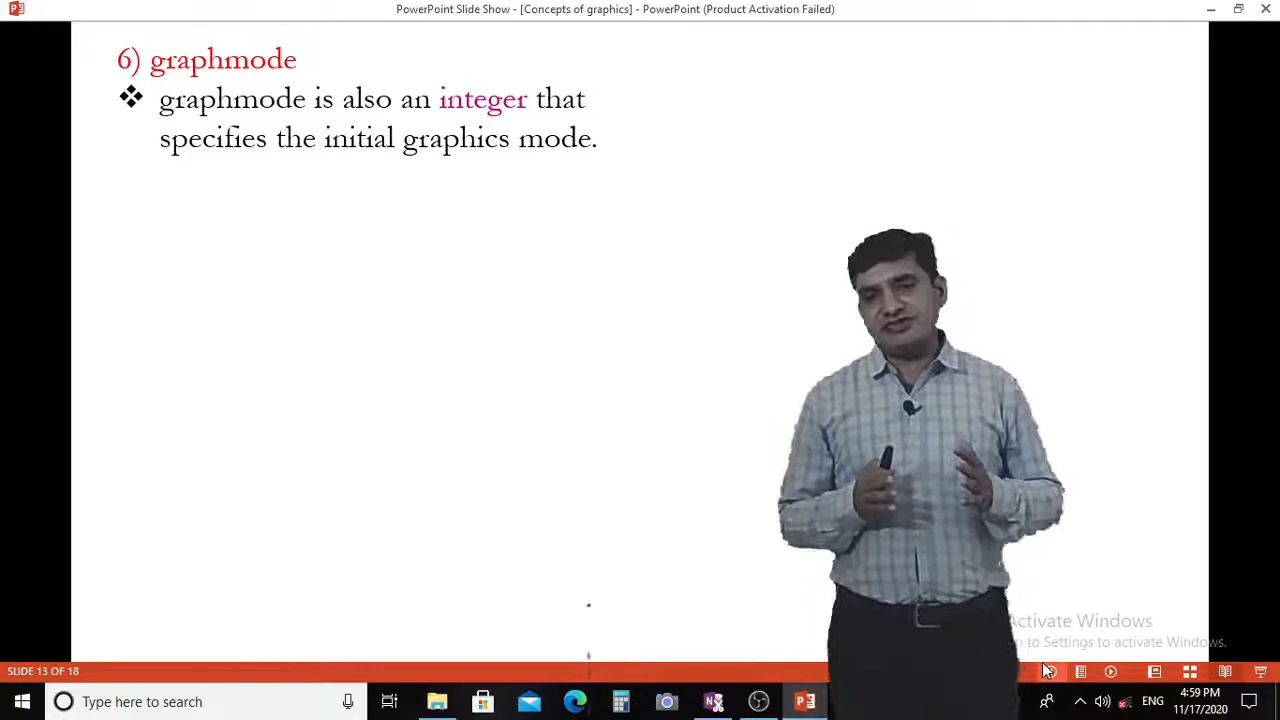 PowerPoint Slide Show - [Concepts of graphics] - PowerPoint (Product Activation Failed)
6) graphmode
❖ graphmode is also an integer that
specifies the initial graphics mode.
Activate Windows
to Settings to activate Windows.
SLIDE 13 OF 18
Type here to search
ENG
4:59 PM
11/17/2020